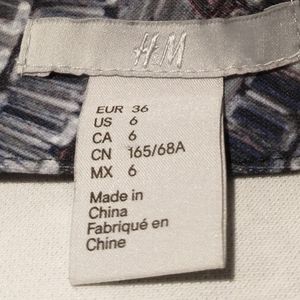 H&M
EUR 36
US 6
CA 6
CN 165/68A
MX 6
Made in
China
Fabriqué en
Chine